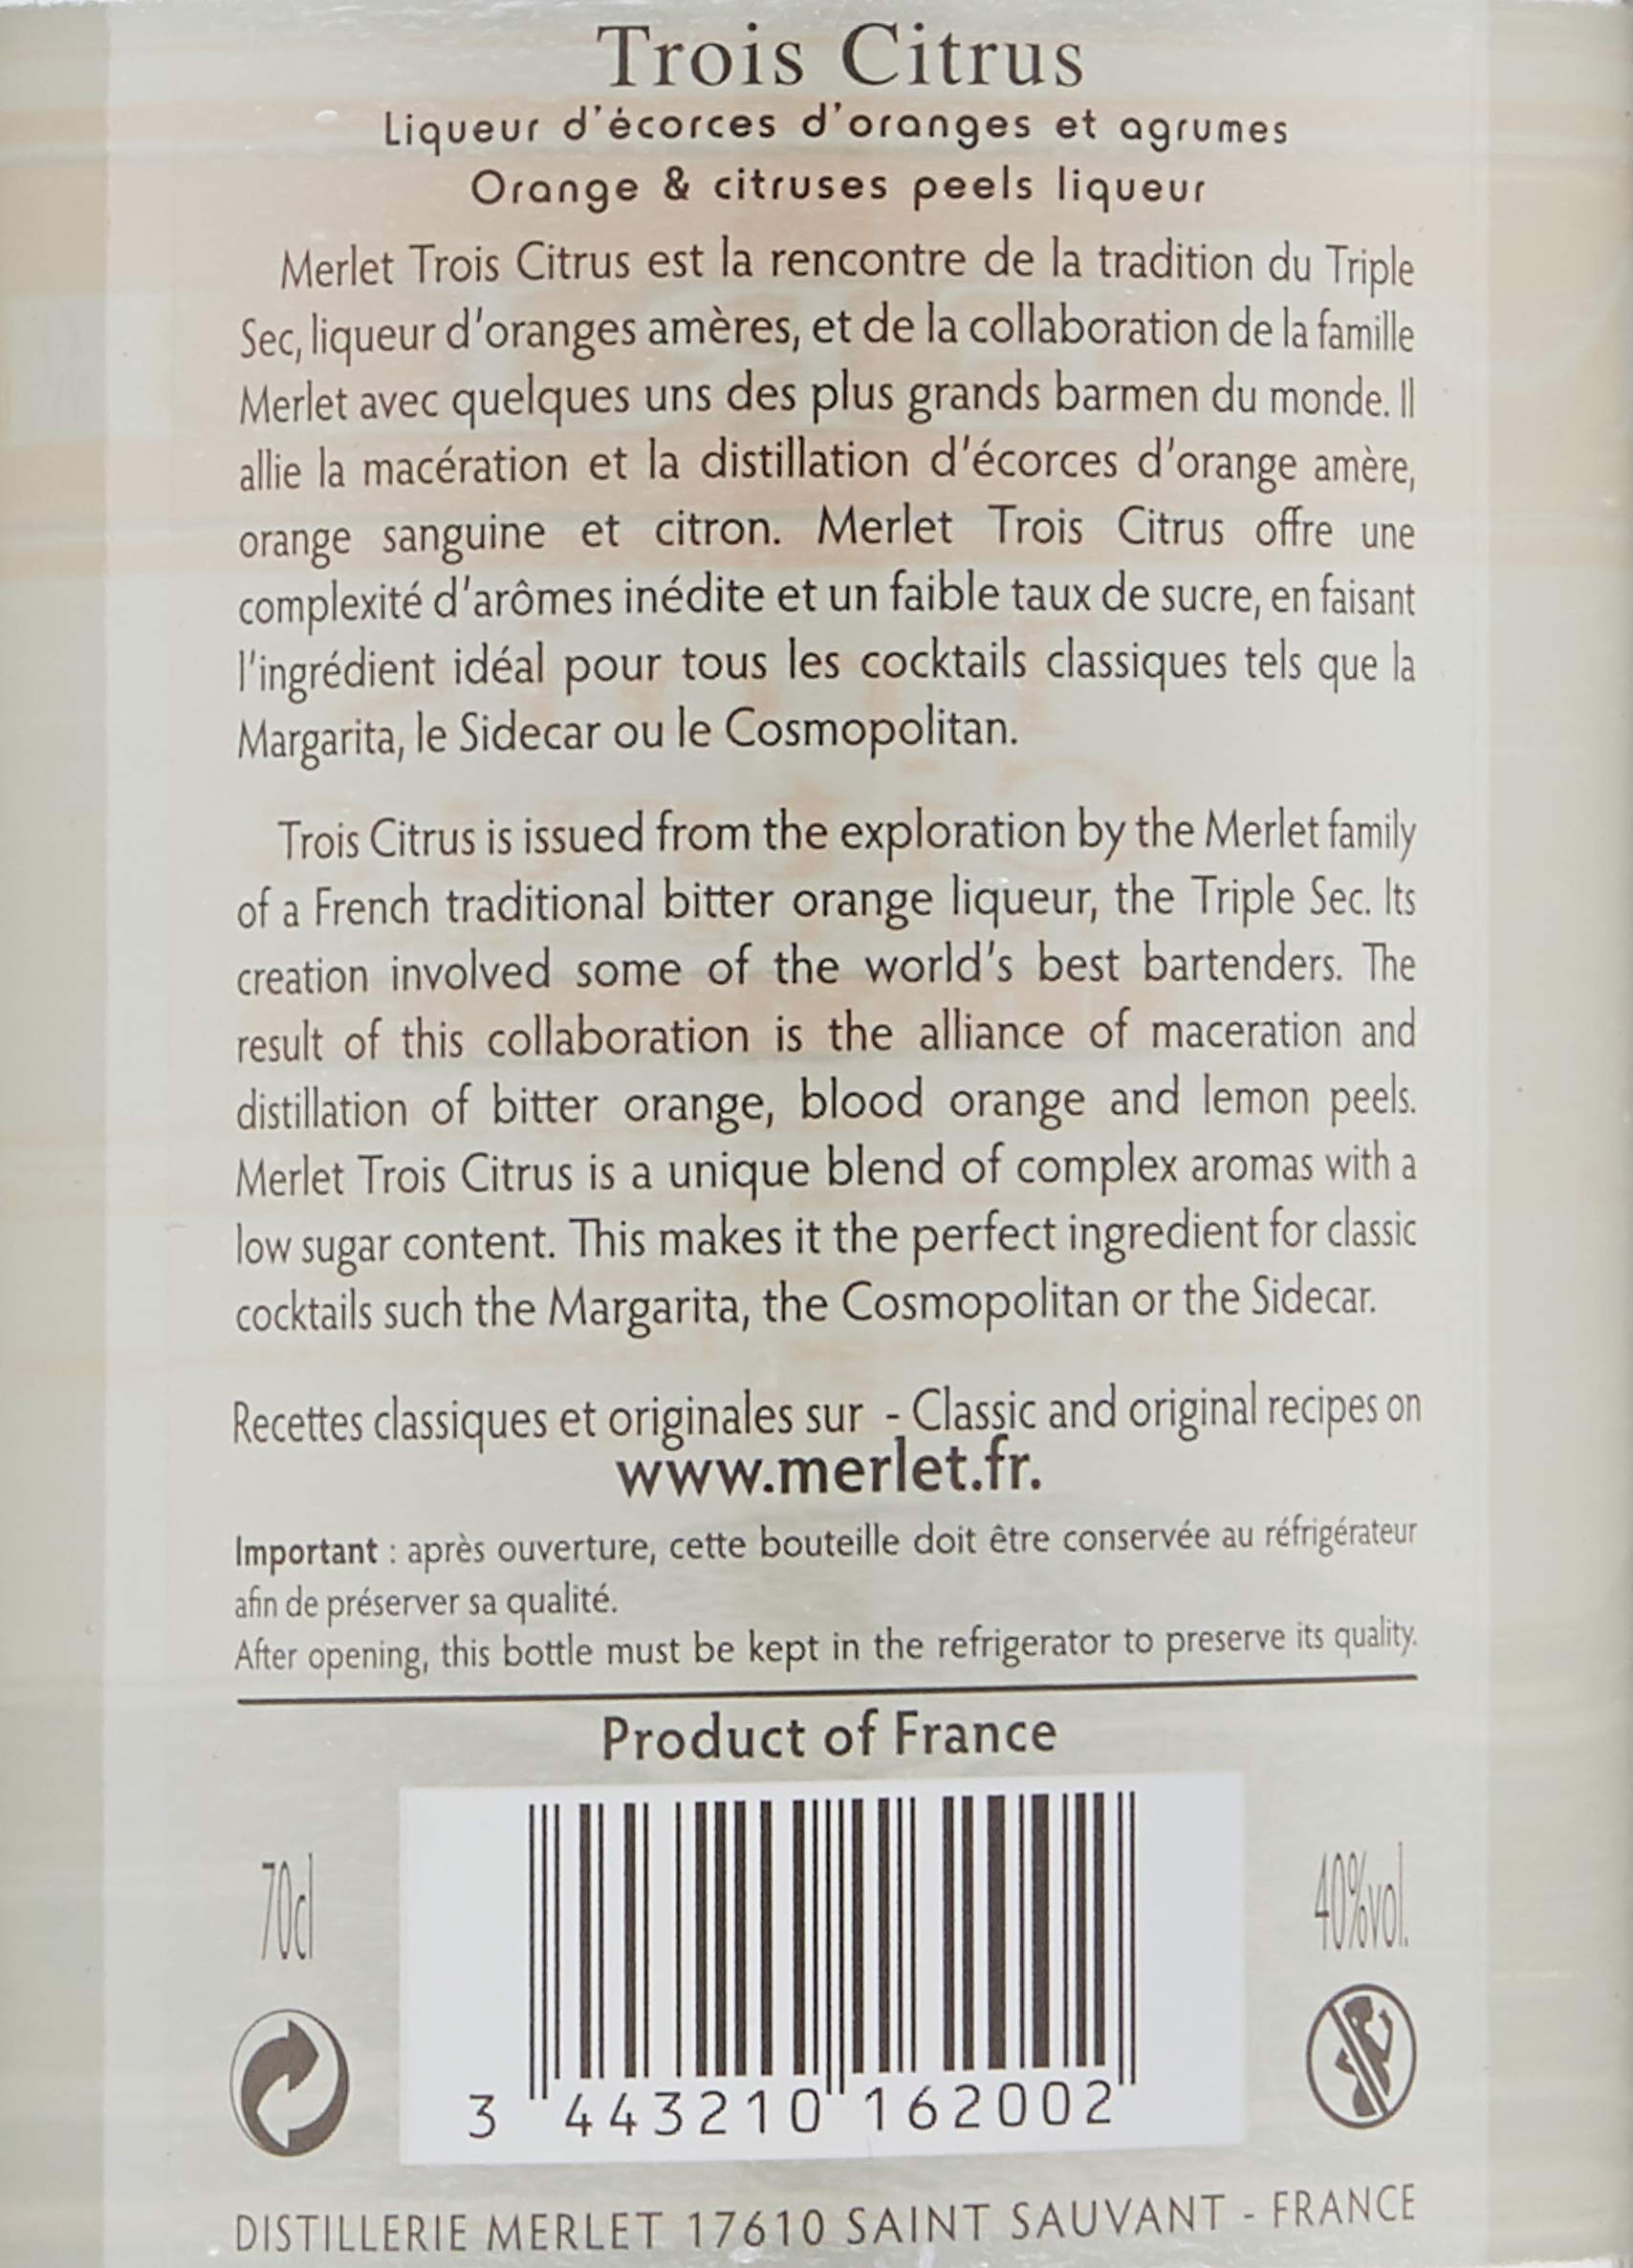 Trois Citrus
Liqueur d'écorces d'oranges et agrumes
Orange & citruses peels liqueur
Merlet Trois Citrus est la rencontre de la tradition du Triple
Sec, liqueur d'oranges amères, et de la collaboration de la famille
Merlet avec quelques uns des plus grands barmen du monde. Il
allie la macération et la distillation d'écorces d'orange amère,
orange sanguine et citron. Merlet Trois Citrus offre une
complexité d'arômes inédite et un faible taux de sucre, en faisant
l'ingrédient idéal pour tous les cocktails classiques tels que la
Margarita, le Sidecar ou le Cosmopolitan.
Trois Citrus is issued from the exploration by the Merlet family
of a French traditional bitter orange liqueur, the Triple Sec. Its
creation involved some of the world's best bartenders. The
result of this collaboration is the alliance of maceration and
distillation of bitter orange, blood orange and lemon peels.
Merlet Trois Citrus is a unique blend of complex aromas with a
low sugar content. This makes it the perfect ingredient for classic
cocktails such the Margarita, the Cosmopolitan or the Sidecar.
Recettes classiques et originales sur - Classic and original recipes on
www.merlet.fr.
Important : après ouverture, cette bouteille doit être conservée au réfrigérateur
afin de préserver sa qualité.
After opening, this bottle must be kept in the refrigerator to preserve its quality.
Product of France
70cl
40%vol.
3 443210 162002
DISTILLERIE MERLET 17610 SAINT SAUVANT - FRANCE